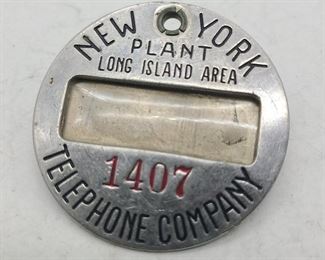 NEW YORK
PLANT
LONG ISLAND AREA
1407
TELEPHONE COMPANY